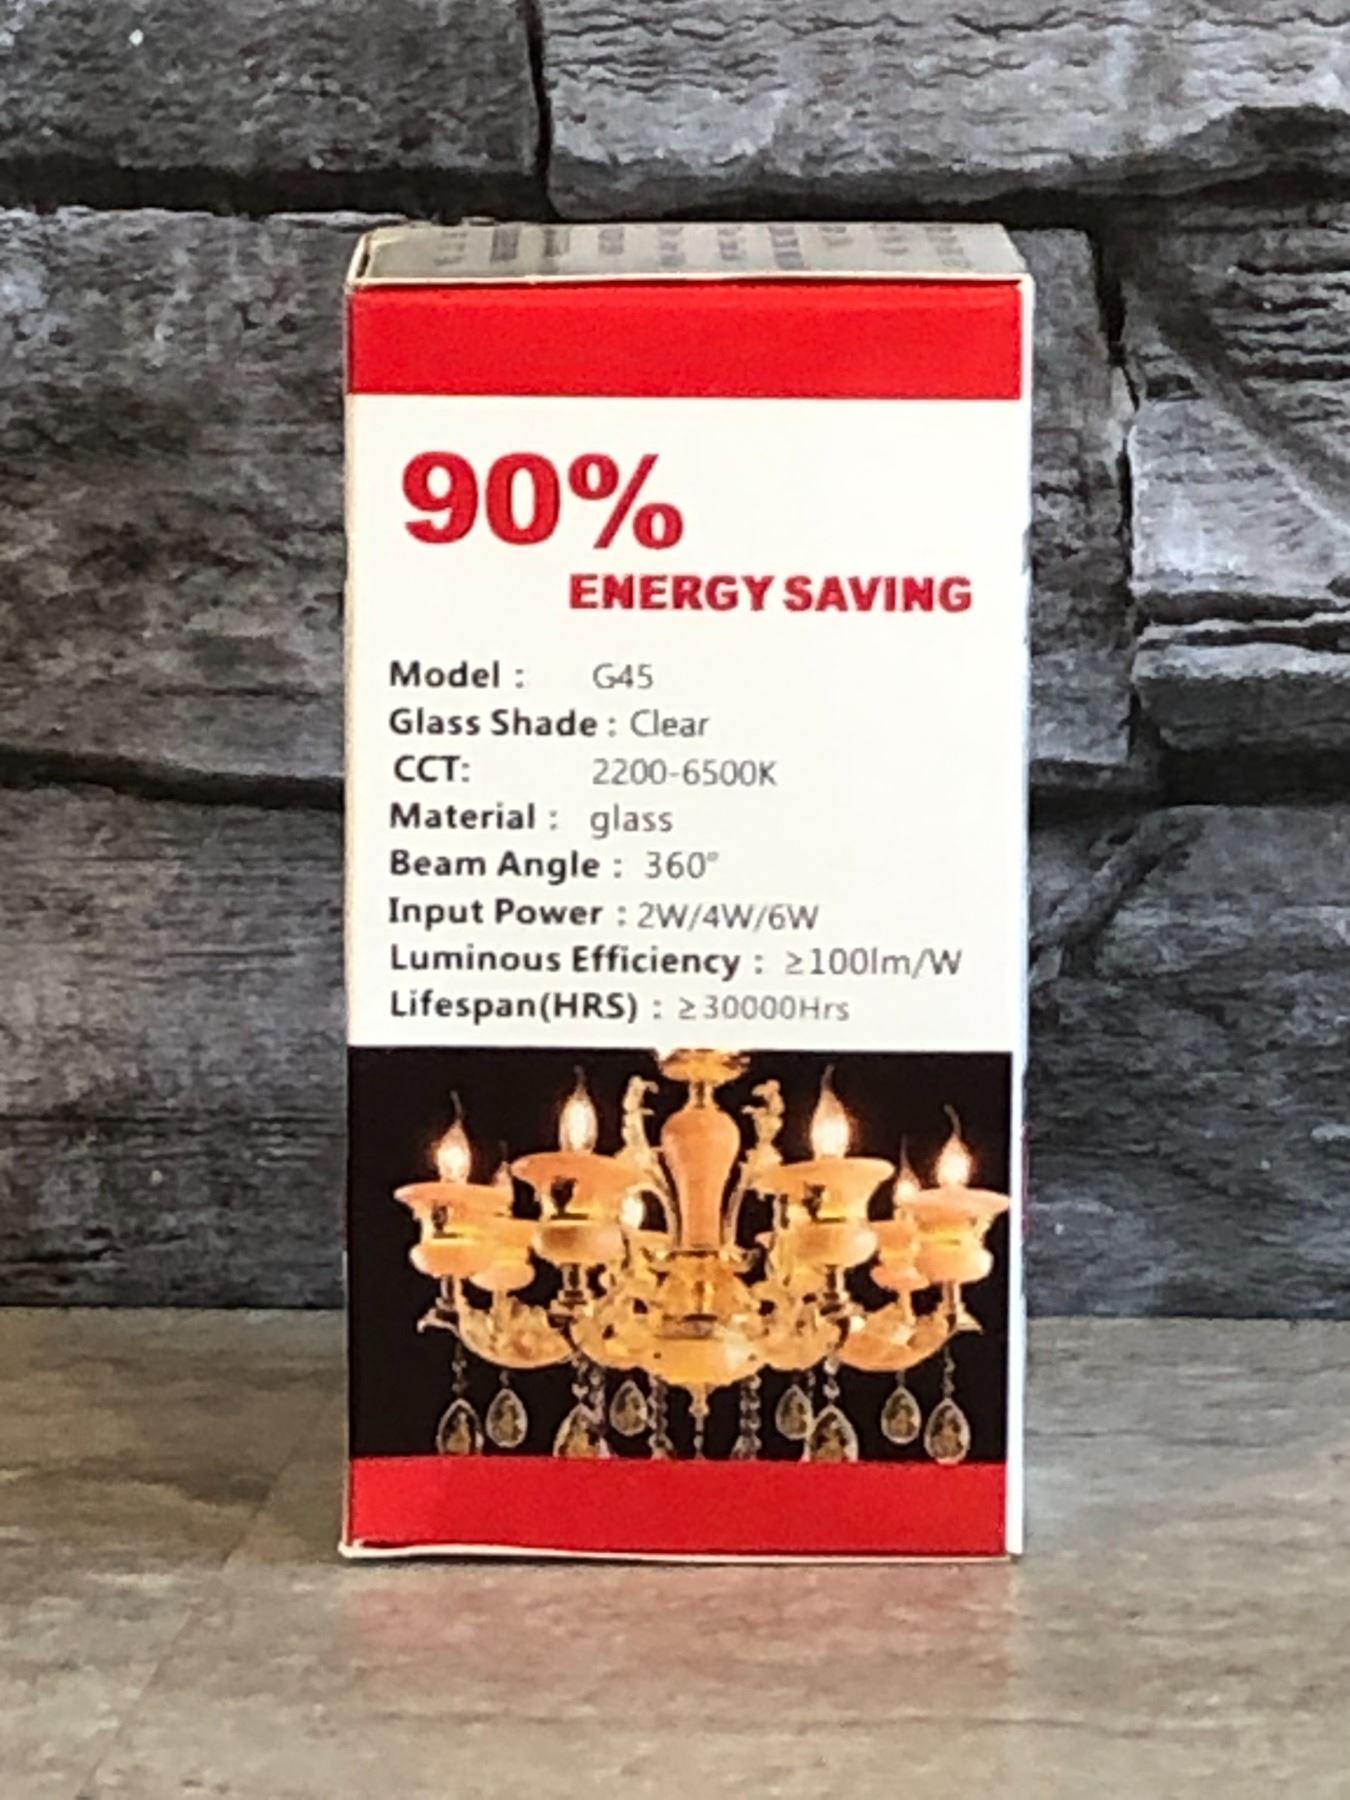 90%
ENERGY SAVING
Model : G45
Glass Shade : Clear
CCT: 2200-6500K
Material : glass
Beam Angle : 360°
Input Power : 2W/4W/6W
Luminous Efficiency : ≥100lm/W
Lifespan(HRS) : ≥30000Hrs